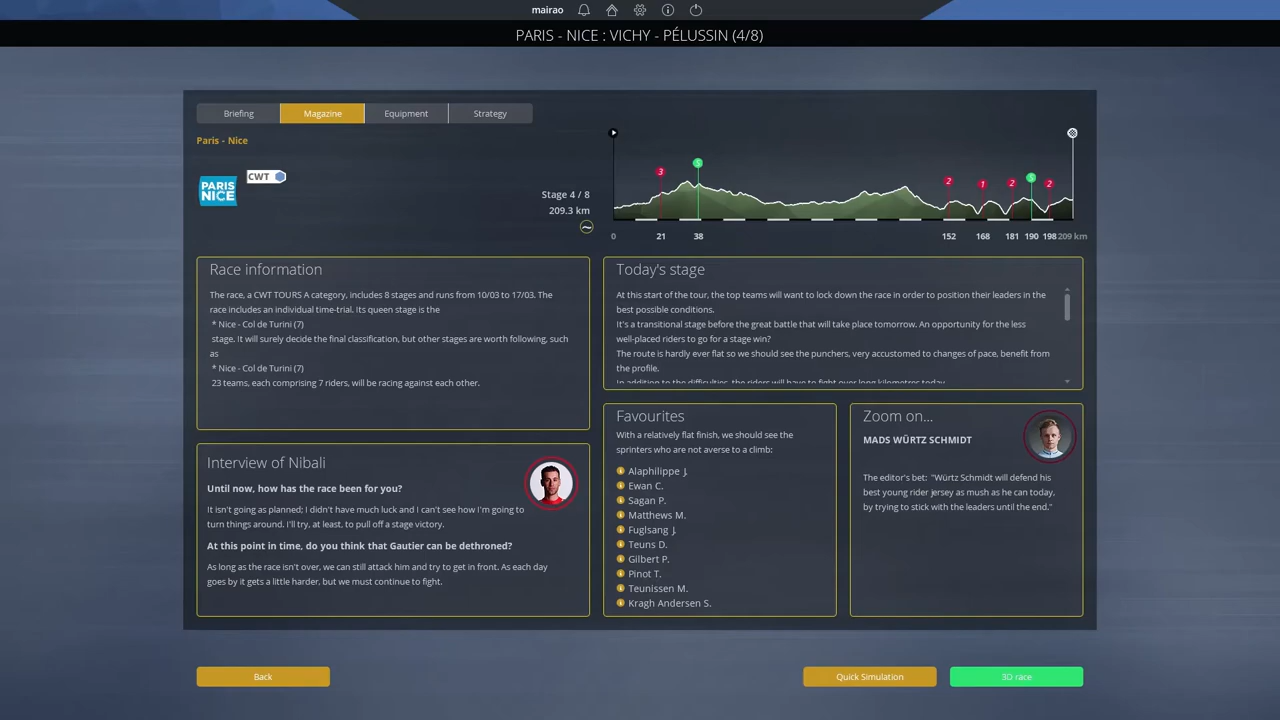 mairao
PARIS - NICE : VICHY - PÉLUSSIN (4/8)
Briefing
Magazine
Equipment
Strategy
Paris - Nice
PARIS
NICE
CWT
Stage 4 / 8
209.3 km
3
S
2
1
2
S
2
0
21
38
152
168
181
190
198
209 km
Race information
The race, a CWT TOURS A category, includes 8 stages and runs from 10/03 to 17/03. The
race includes an individual time-trial. Its queen stage is the
* Nice - Col de Turini (7)
stage. It will surely decide the final classification, but other stages are worth following, such
as
* Nice - Col de Turini (7)
23 teams, each comprising 7 riders, will be racing against each other.
Today's stage
At this start of the tour, the top teams will want to lock down the race in order to position their leaders in the
best possible conditions.
It's a transitional stage before the great battle that will take place tomorrow. An opportunity for the less
well-placed riders to go for a stage win?
The route is hardly ever flat so we should see the punchers, very accustomed to changes of pace, benefit from
the profile.
In addition to the difficulties, the riders will have to fight over long kilometres today.
Interview of Nibali
Until now, how has the race been for you?
It isn't going as planned; I didn't have much luck and I can't see how I'm going to
turn things around. I'll try, at least, to pull off a stage victory.
At this point in time, do you think that Gautier can be dethroned?
As long as the race isn't over, we can still attack him and try to get in front. As each day
goes by it gets a little harder, but we must continue to fight.
Favourites
With a relatively flat finish, we should see the
sprinters who are not averse to a climb:
Alaphilippe J.
Ewan C.
Sagan P.
Matthews M.
Fuglsang J.
Teuns D.
Gilbert P.
Pinot T.
Teunissen M.
Kragh Andersen S.
Zoom on...
MADS WÜRTZ SCHMIDT
The editor's bet: "Würtz Schmidt will defend his
best young rider jersey as mush as he can today,
by trying to stick with the leaders until the end."
Back
Quick Simulation
3D race